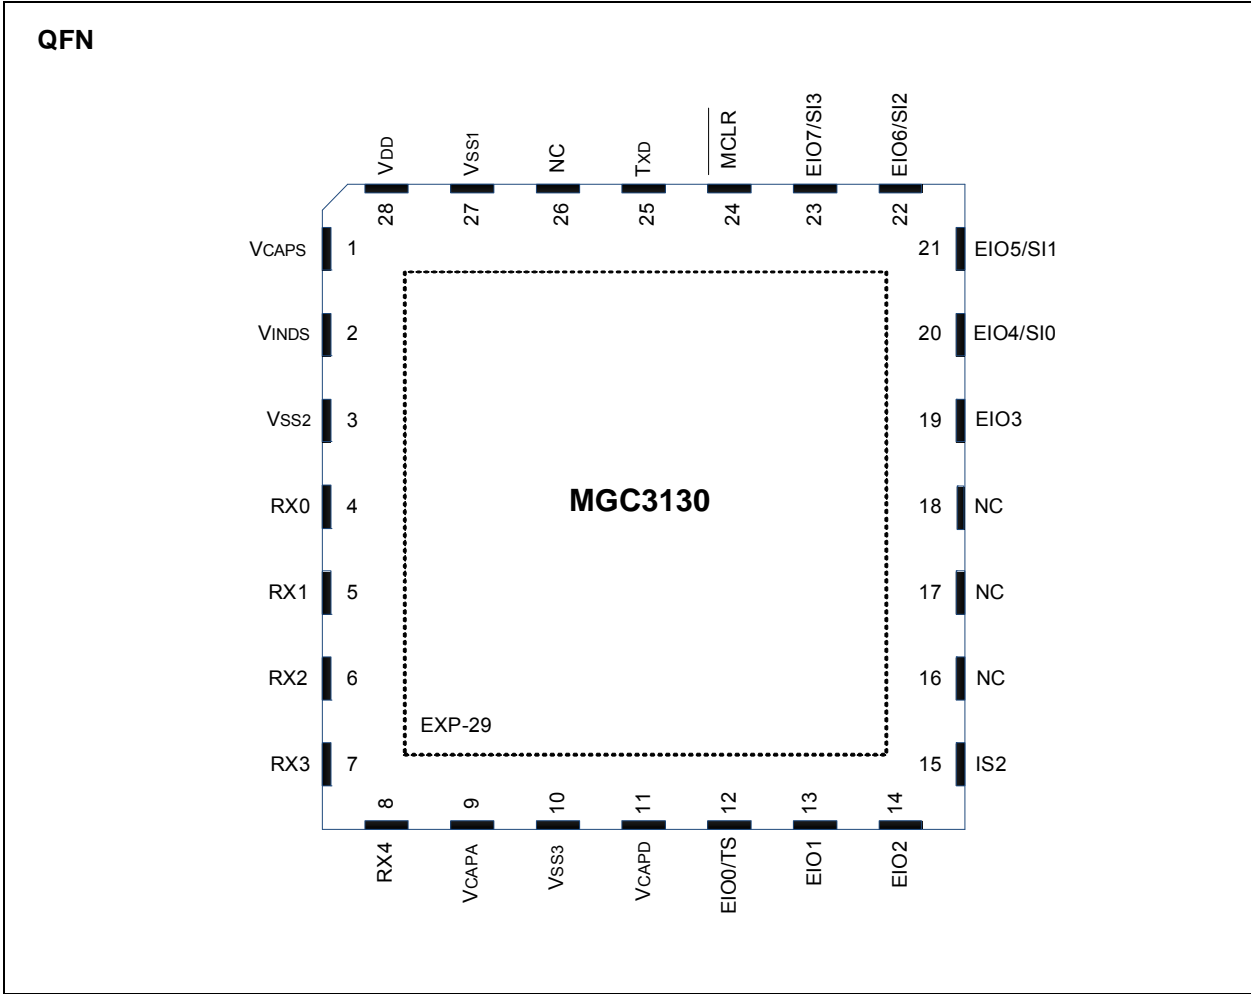 QFN
VDD
VSS1
NC
TXD
MCLR
EIO7/SI3
EIO6/SI2
28
27
26
25
24
23
22
VCAPS 1
21 EIO5/SI1
VINDS 2
20 EIO4/SI0
VSS2 3
19 EIO3
RX0 4
MGC3130
18 NC
RX1 5
17 NC
RX2 6
16 NC
EXP-29
RX3 7
15 IS2
8
9
10
11
12
13
14
RX4
VCAPA
VSS3
VCAPD
EIO0/TS
EIO1
EIO2